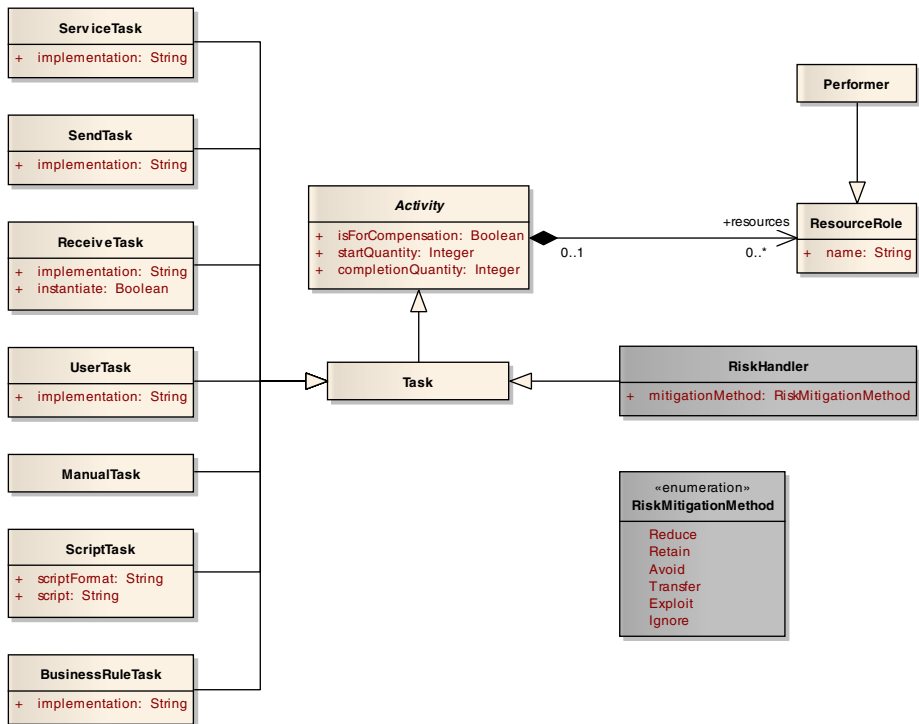 ServiceTask
+ implementation: String
SendTask
+ implementation: String
ReceiveTask
+ implementation: String
+ instantiate: Boolean
UserTask
+ implementation: String
ManualTask
ScriptTask
+ scriptFormat: String
+ script: String
BusinessRuleTask
+ implementation: String
Activity
+ isForCompensation: Boolean
+ startQuantity: Integer
+ completionQuantity: Integer
0..1
+resources
0..*
Performer
ResourceRole
+ name: String
Task
RiskHandler
+ mitigationMethod: RiskMitigationMethod
«enumeration»
RiskMitigationMethod
Reduce
Retain
Avoid
Transfer
Exploit
Ignore